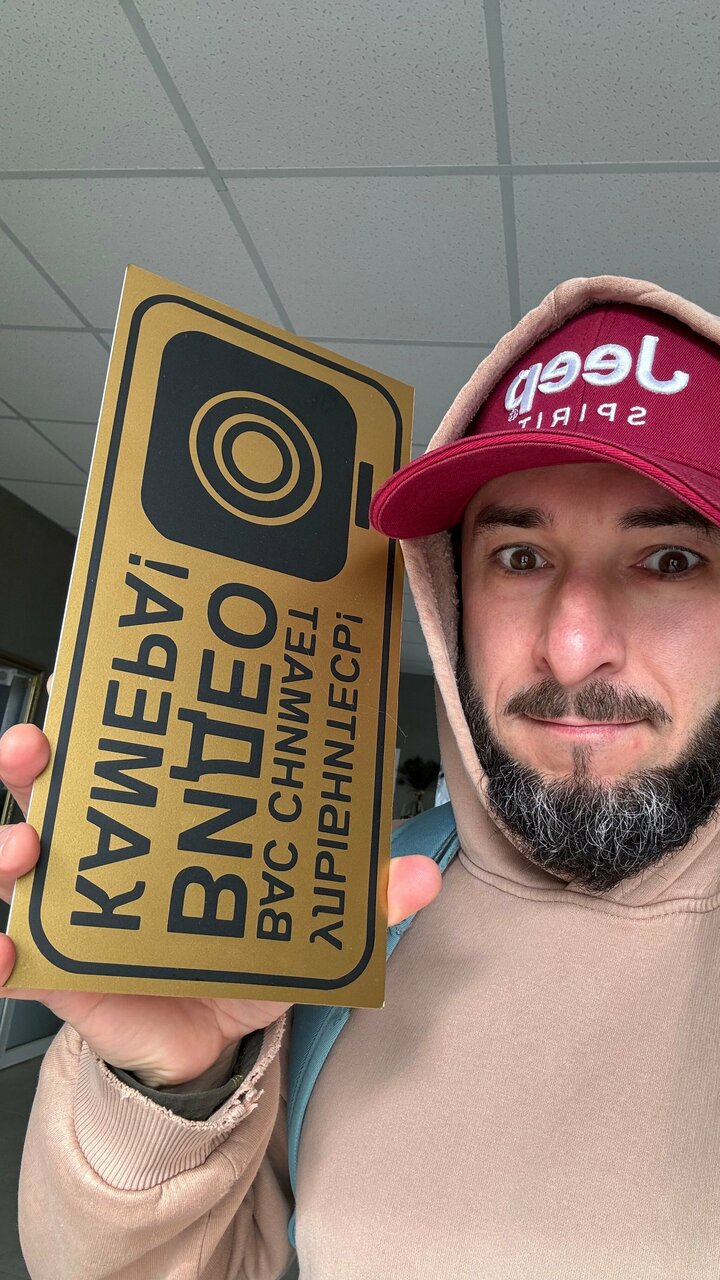 Jeep
SPIRIT
УЛЫБНИТЕСЬ!
ВАС СНИМАЕТ
ВИДЕО
КАМЕРА!